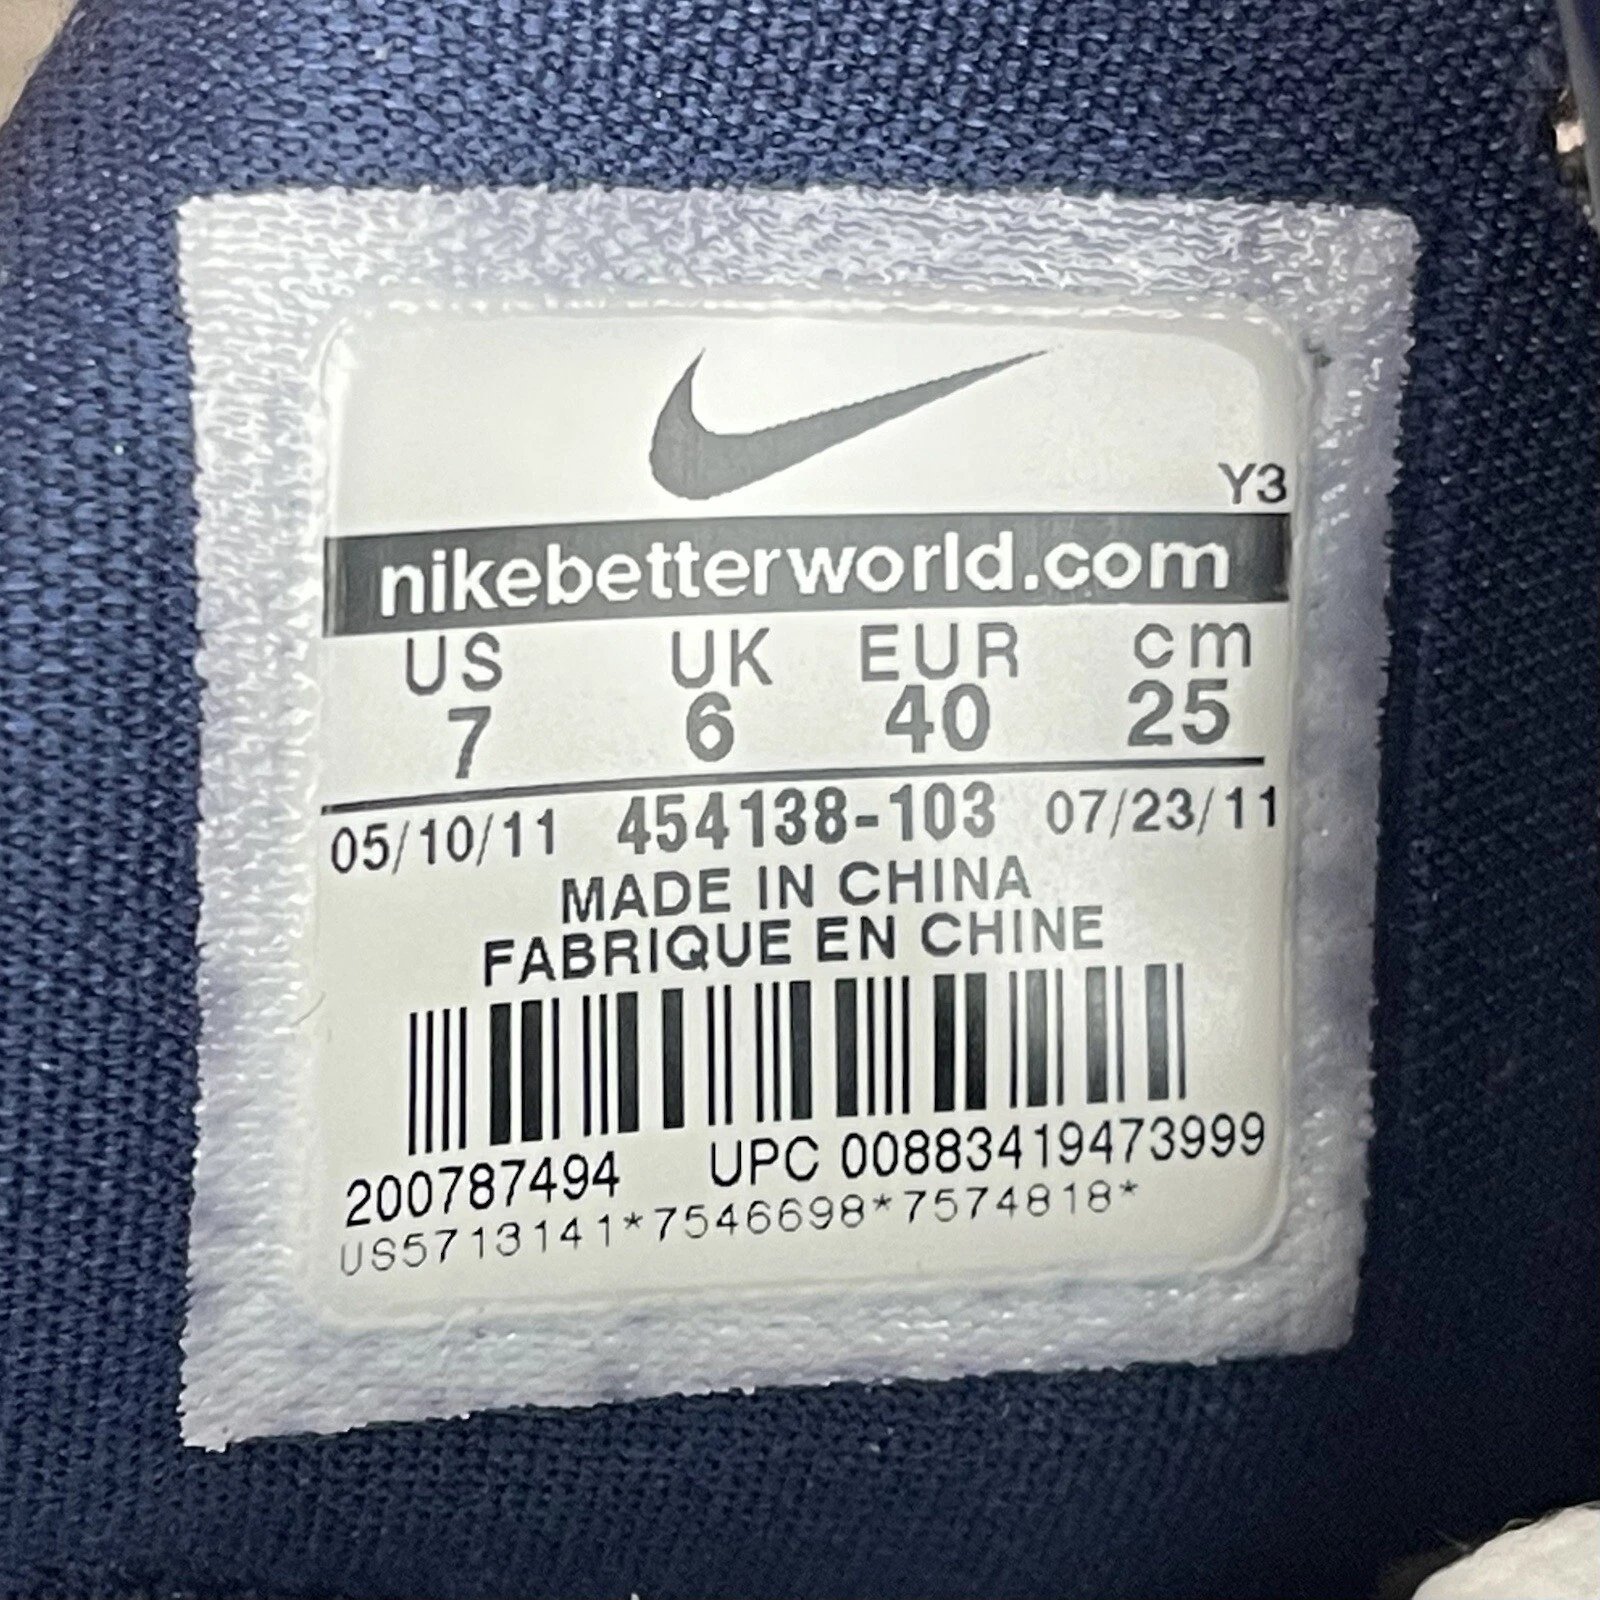 Y3
nikebetterworld.com
US UK EUR cm
7 6 40 25
05/10/11 454138-103 07/23/11
MADE IN CHINA
FABRIQUE EN CHINE
200787494 UPC 00883419473999
US5713141*7546698*7574818*